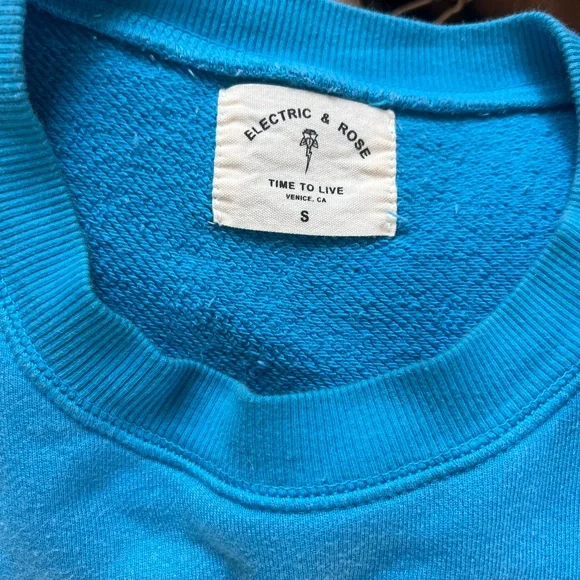 ELECTRIC & ROSE
TIME TO LIVE
VENICE, CA
S